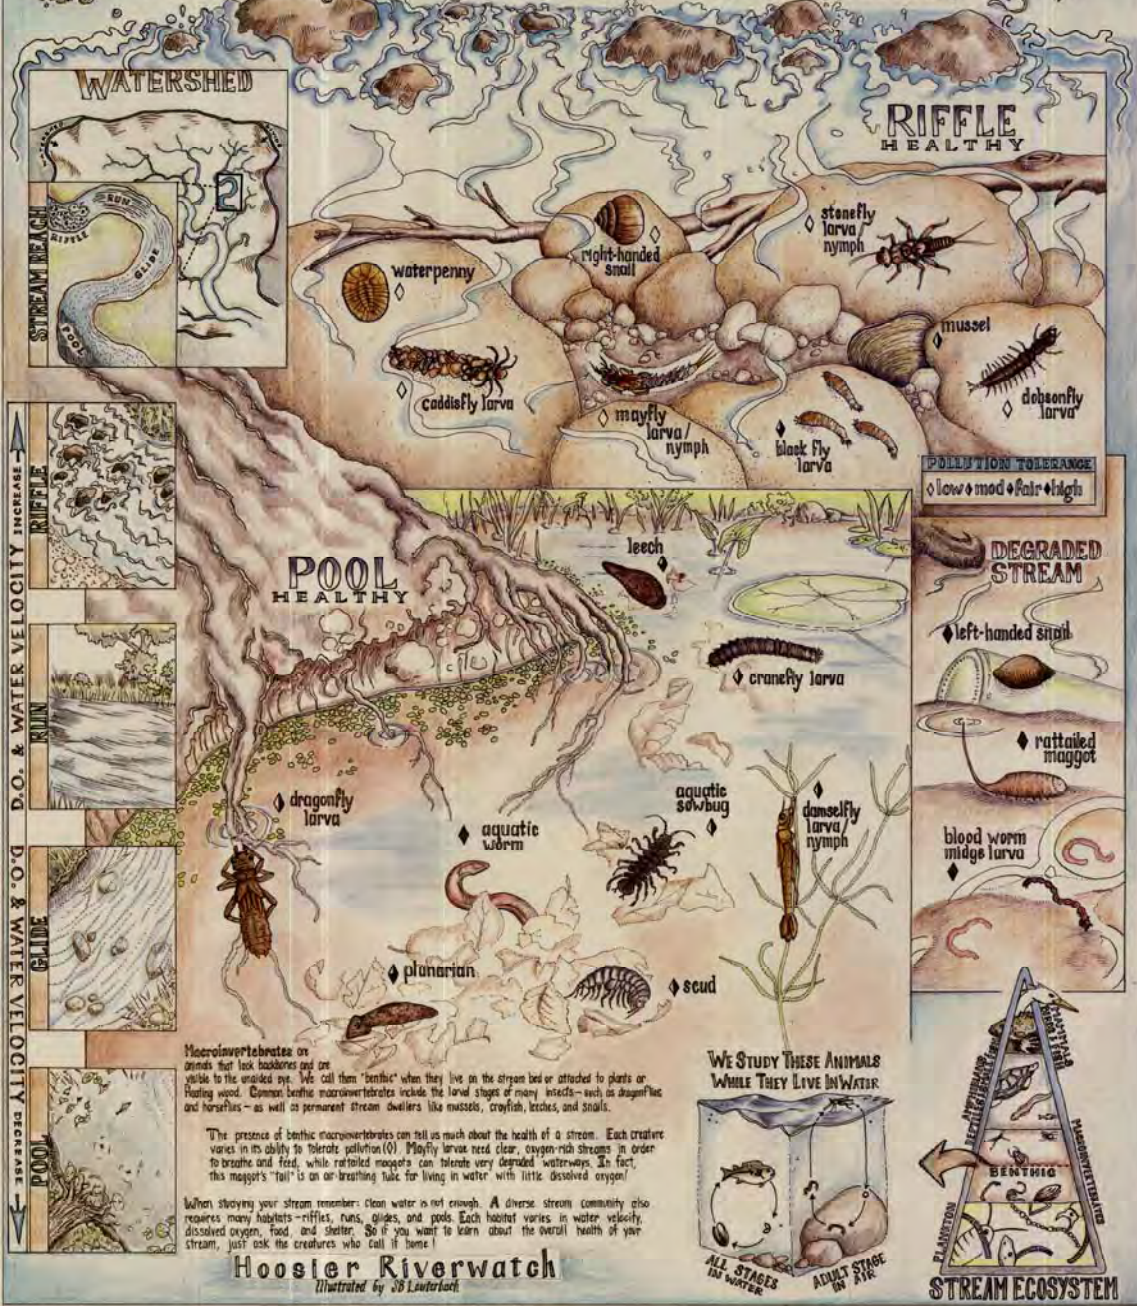 WATERSHED
2
STREAM REACH
RUN
RIFFLE
GLIDE
POOL
RIFFLE
HEALTHY
stonefly
larva/
nymph
right-handed
snail
waterpenny
mussel
caddisfly larva
mayfly
larva/
nymph
black fly
larva
dobsonfly
larva
POLLUTION TOLERANCE
low mod fair high
D.O. & WATER VELOCITY INCREASE
RIFFLE
RUN
D.O. & WATER VELOCITY DECREASE
GLIDE
POOL
POOL
HEALTHY
leech
cranefly larva
dragonfly
larva
aquatic
worm
aquatic
sowbug
damselfly
larva/
nymph
planarian
scud
DEGRADED
STREAM
left-handed snail
rattailed
maggot
blood worm
midge larva
Macroinvertebrates are
animals that lack backbones and are
visible to the unaided eye. We call them "benthic" when they live on the stream bed or attached to plants or
floating wood. Common benthic macroinvertebrates include the larval stages of many insects – such as dragonflies
and horseflies – as well as permanent stream dwellers like mussels, crayfish, leeches, and snails.
The presence of benthic macroinvertebrates can tell us much about the health of a stream. Each creature
varies in its ability to tolerate pollution (◊). Mayfly larvae need clear, oxygen-rich streams in order
to breathe and feed, while rattailed maggots can tolerate very degraded waterways. In fact,
this maggot's "tail" is an air-breathing tube for living in water with little dissolved oxygen!
When studying your stream remember: clean water is not enough. A diverse stream community also
requires many habitats – riffles, runs, glides, and pools. Each habitat varies in water velocity,
dissolved oxygen, food, and shelter. So if you want to learn about the overall health of your
stream, just ask the creatures who call it home!
Hoosier Riverwatch
Illustrated by SB Lauterbach
WE STUDY THESE ANIMALS
WHILE THEY LIVE IN WATER
ALL STAGES
IN WATER
ADULT STAGE
IN AIR
BENTHIC
MACROINVERTEBRATES
PLANKTON
STREAM ECOSYSTEM